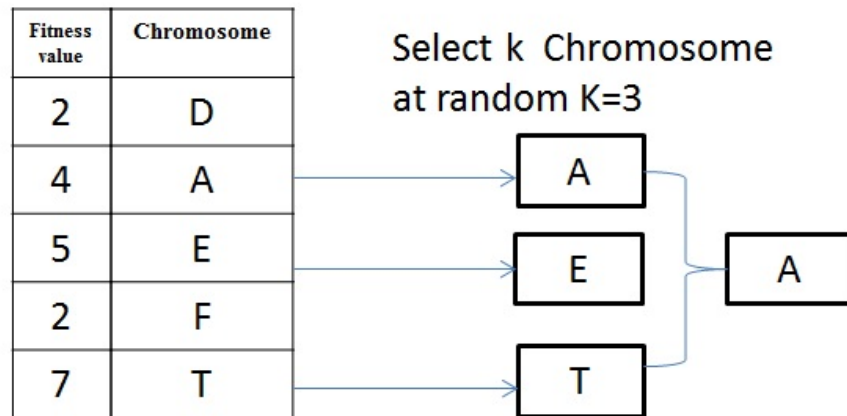 Fitness
value
Chromosome
2 D
4 A
5 E
2 F
7 T
Select k Chromosome
at random K=3
A
E
T
A